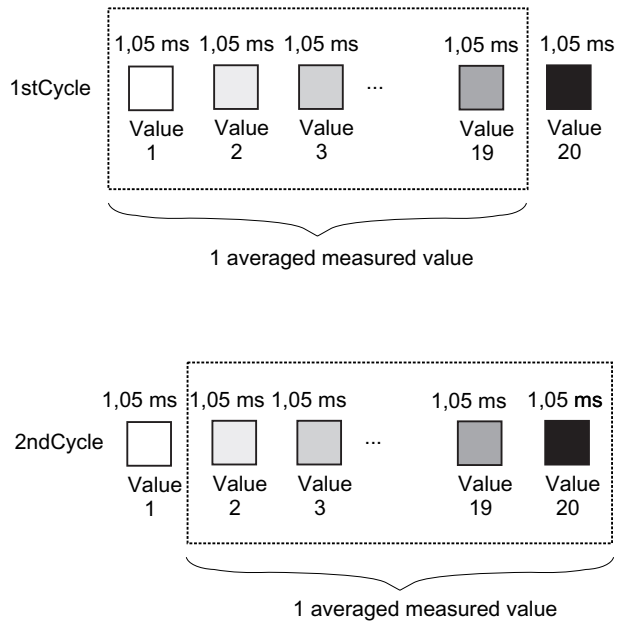 1,05 ms 1,05 ms 1,05 ms 1,05 ms 1,05 ms
1stCycle ...
Value Value Value Value Value
1 2 3 19 20
1 averaged measured value
1,05 ms 1,05 ms 1,05 ms 1,05 ms 1,05 ms
2ndCycle ...
Value Value Value Value Value
1 2 3 19 20
1 averaged measured value